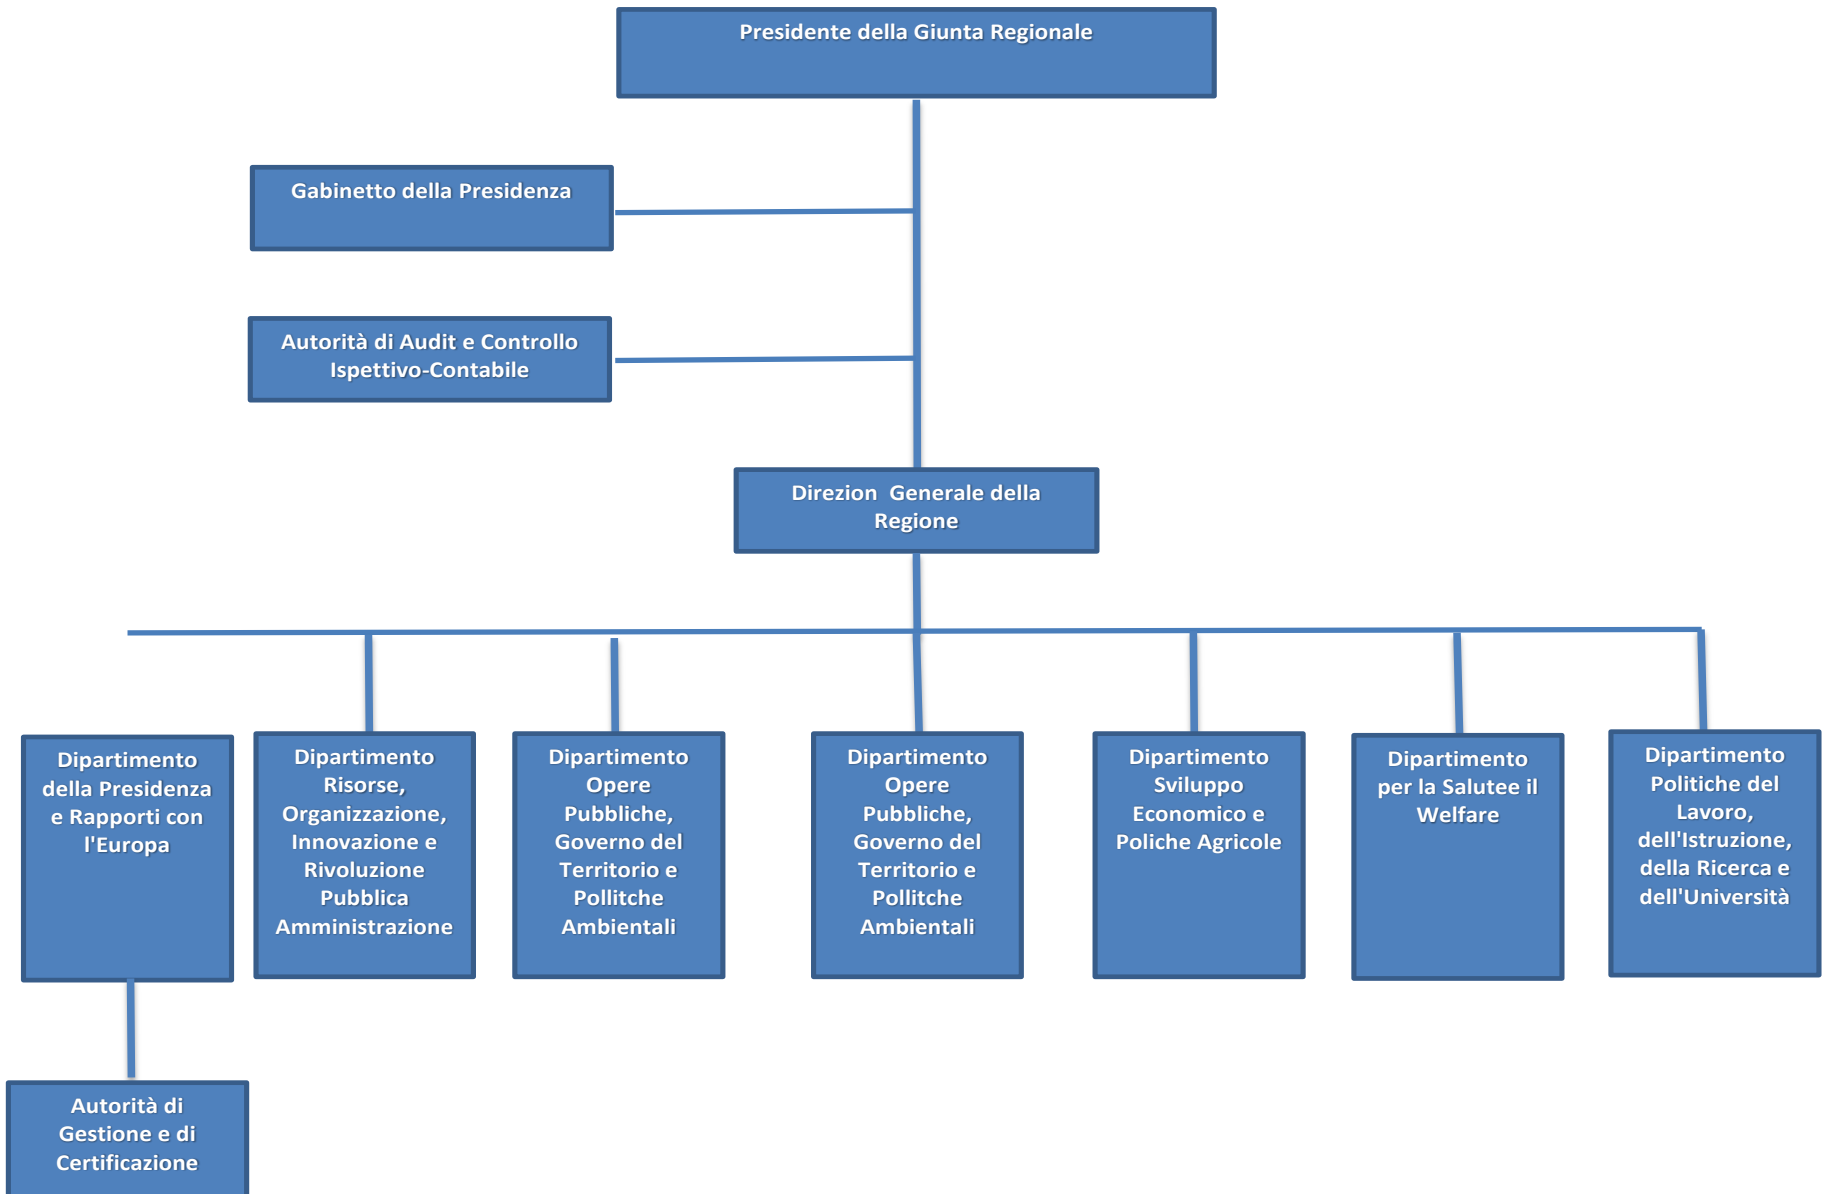 Presidente della Giunta Regionale
Gabinetto della Presidenza
Autorità di Audit e Controllo
Ispettivo-Contabile
Direzion  Generale della
Regione
Dipartimento
della Presidenza
e Rapporti con
l'Europa
Dipartimento
Risorse,
Organizzazione,
Innovazione e
Rivoluzione
Pubblica
Amministrazione
Dipartimento
Opere
Pubbliche,
Governo del
Territorio e
Pollitche
Ambientali
Dipartimento
Opere
Pubbliche,
Governo del
Territorio e
Pollitche
Ambientali
Dipartimento
Sviluppo
Economico e
Poliche Agricole
Dipartimento
per la Salutee il
Welfare
Dipartimento
Politiche del
Lavoro,
dell'Istruzione,
della Ricerca e
dell'Università
Autorità di
Gestione e di
Certificazione